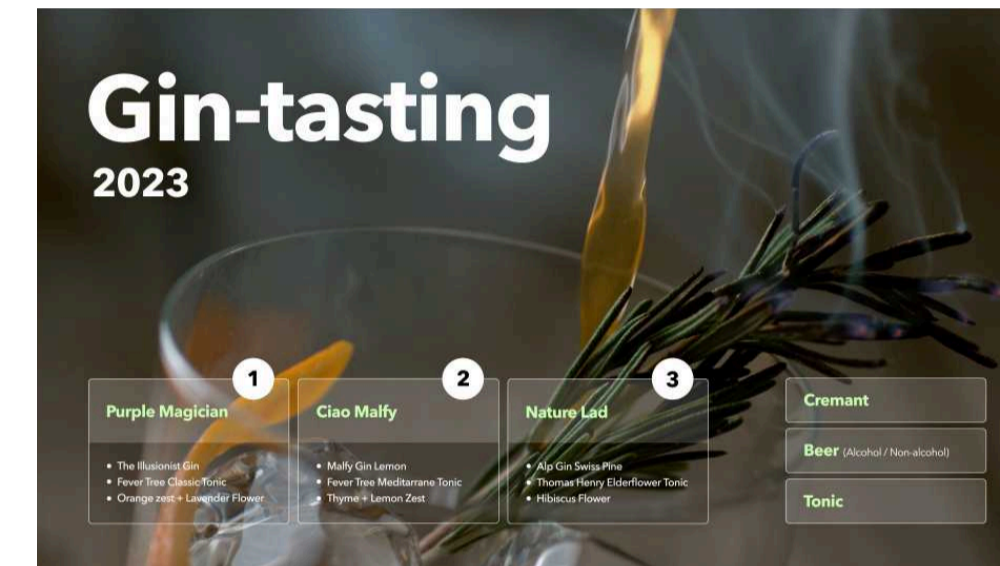 Gin-tasting
2023
1
Purple Magician
• The Illusionist Gin
• Fever Tree Classic Tonic
• Orange zest + Lavender Flower
2
Ciao Malfy
• Malfy Gin Lemon
• Fever Tree Meditarrane Tonic
• Thyme + Lemon Zest
3
Nature Lad
• Alp Gin Swiss Pine
• Thomas Henry Elderflower Tonic
• Hibiscus Flower
Cremant
Beer (Alcohol / Non-alcohol)
Tonic